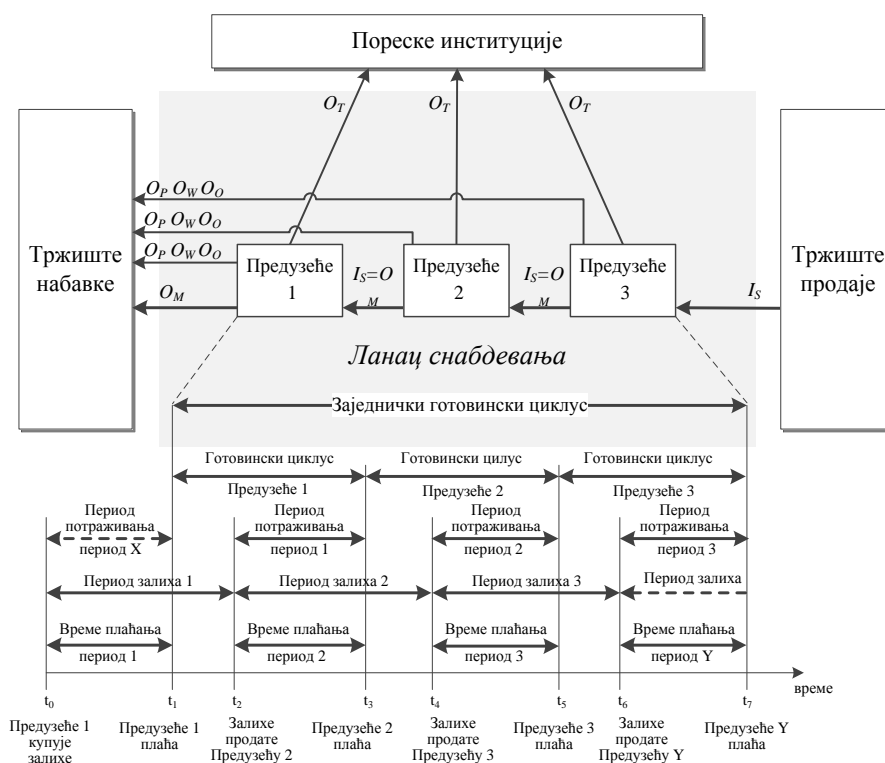 Пореске институције
O_T
O_T
O_T
O_P O_W O_O
O_P O_W O_O
O_P O_W O_O
O_M
Тржиште
набавке
Предузеће
1
I_S=O
M
Предузеће
2
I_S=O
M
Предузеће
3
I_S
Тржиште
продаје
Ланац снабдевања
Заједнички готовински циклус
Готовински циклус
Предузеће 1
Готовински цилус
Предузеће 2
Готовински циклус
Предузеће 3
Период
потраживања
период X
Период
потраживања
период 1
Период
потраживања
период 2
Период
потраживања
период 3
Период залиха 1
Период залиха 2
Период залиха 3
Период залиха
Време плаћања
период 1
Време плаћања
период 2
Време плаћања
период 3
Време плаћања
период Y
време
t0
t1
t2
t3
t4
t5
t6
t7
Предузеће 1
купује
залихе
Предузеће 1
плаћа
Залихе
продате
Предузећу 2
Предузеће 2
плаћа
Залихе
продате
Предузећу 3
Предузеће 3
плаћа
Залихе
продате
Предузећу Y
Предузеће Y
плаћа